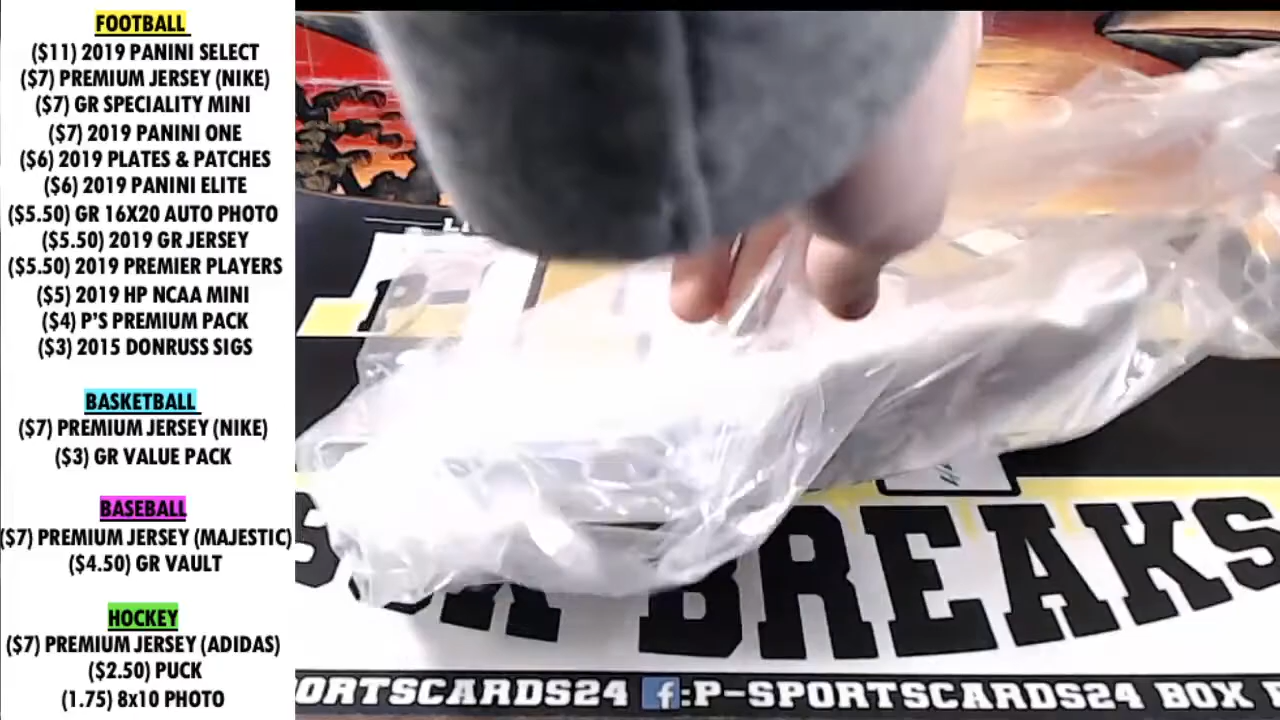 FOOTBALL
($11) 2019 PANINI SELECT
($7) PREMIUM JERSEY (NIKE)
($7) GR SPECIALITY MINI
($7) 2019 PANINI ONE
($6) 2019 PLATES & PATCHES
($6) 2019 PANINI ELITE
($5.50) GR 16X20 AUTO PHOTO
($5.50) 2019 GR JERSEY
($5.50) 2019 PREMIER PLAYERS
($5) 2019 HP NCAA MINI
($4) P'S PREMIUM PACK
($3) 2015 DONRUSS SIGS
BASKETBALL
($7) PREMIUM JERSEY (NIKE)
($3) GR VALUE PACK
BASEBALL
($7) PREMIUM JERSEY (MAJESTIC)
($4.50) GR VAULT
HOCKEY
($7) PREMIUM JERSEY (ADIDAS)
($2.50) PUCK
(1.75) 8x10 PHOTO
BREAKS
ORTSCARDS24 f:P-SPORTSCARDS24 BOX